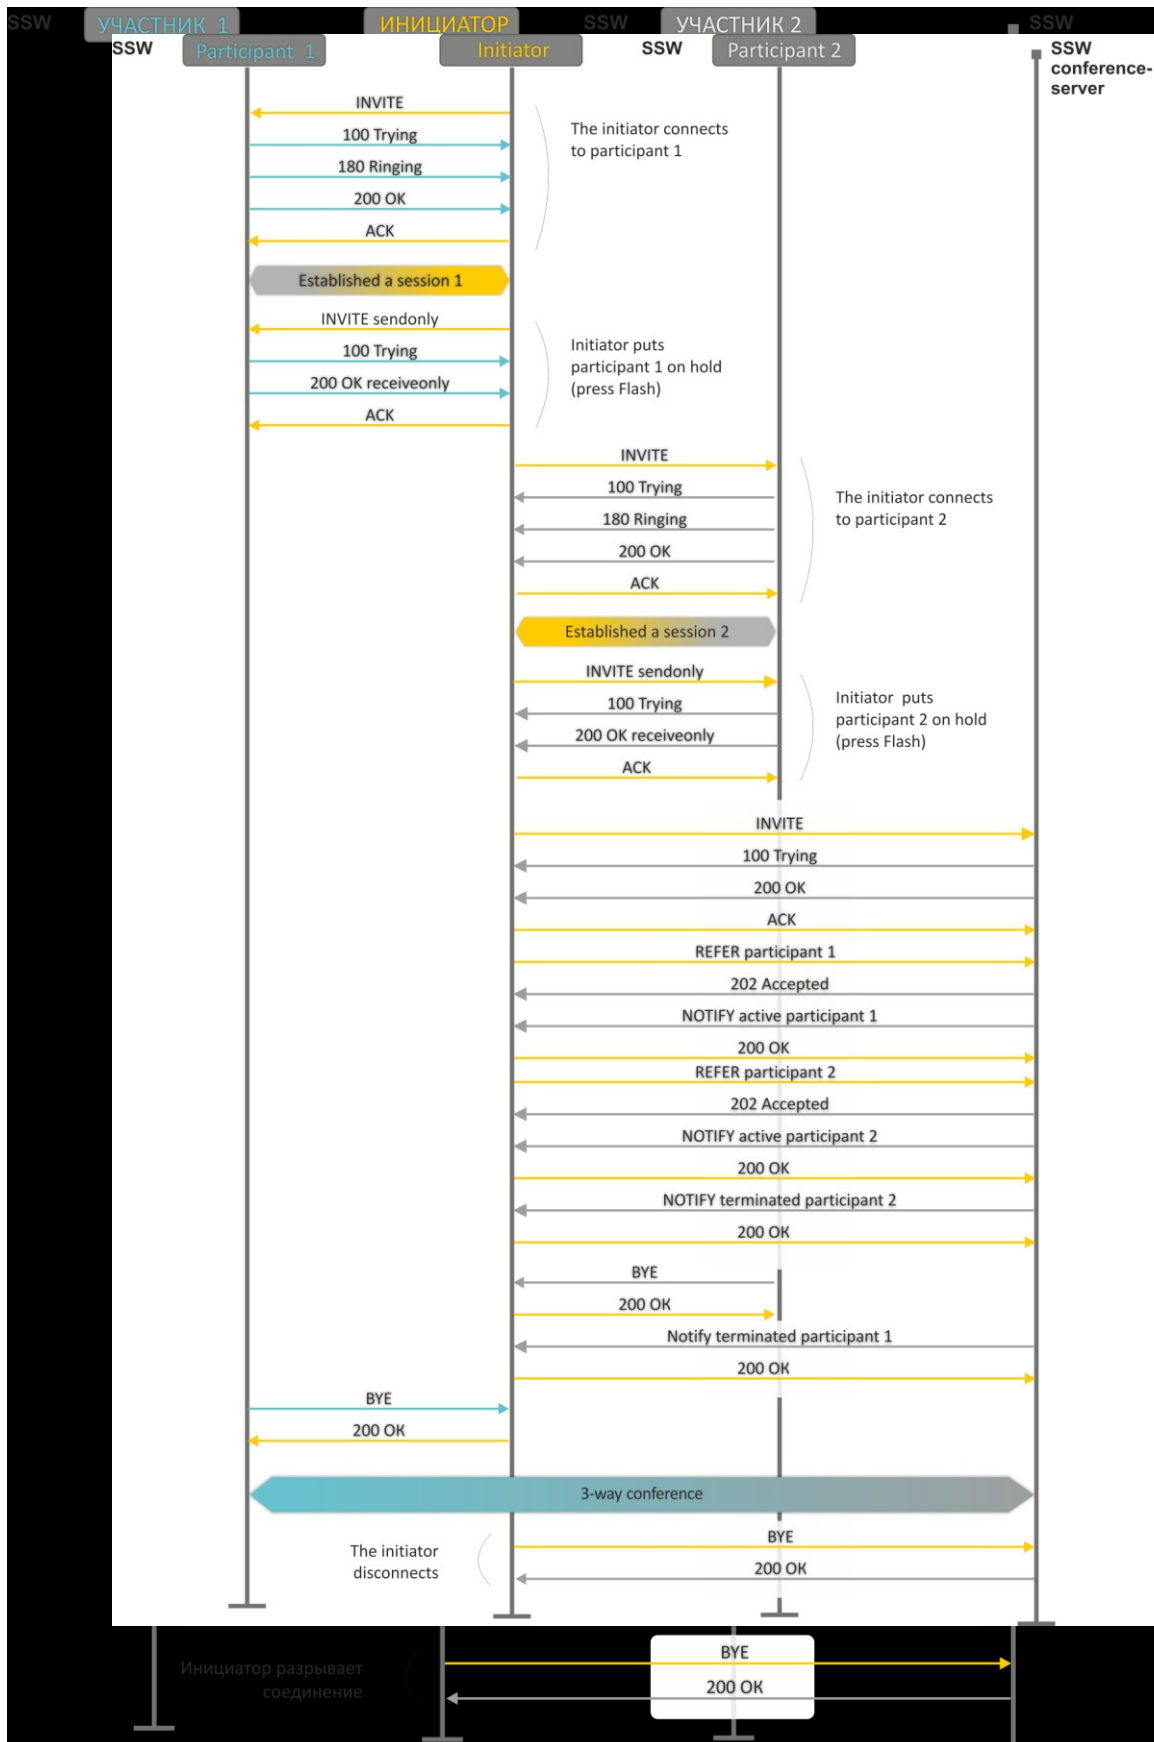 SSW УЧАСТНИК 1 ИНИЦИАТОР SSW УЧАСТНИК 2 SSW
SSW Participant 1 Initiator SSW Participant 2 SSW
conference-
server
INVITE
100 Trying
180 Ringing
200 OK
ACK
The initiator connects
to participant 1
Established a session 1
INVITE sendonly
100 Trying
200 OK receiveonly
ACK
Initiator puts
participant 1 on hold
(press Flash)
INVITE
100 Trying
180 Ringing
200 OK
ACK
The initiator connects
to participant 2
Established a session 2
INVITE sendonly
100 Trying
200 OK receiveonly
ACK
Initiator puts
participant 2 on hold
(press Flash)
INVITE
100 Trying
200 OK
ACK
REFER participant 1
202 Accepted
NOTIFY active participant 1
200 OK
REFER participant 2
202 Accepted
NOTIFY active participant 2
200 OK
NOTIFY terminated participant 2
200 OK
BYE
200 OK
Notify terminated participant 1
200 OK
BYE
200 OK
3-way conference
The initiator
disconnects
BYE
200 OK
Инициатор разрывает
соединение
BYE
200 OK